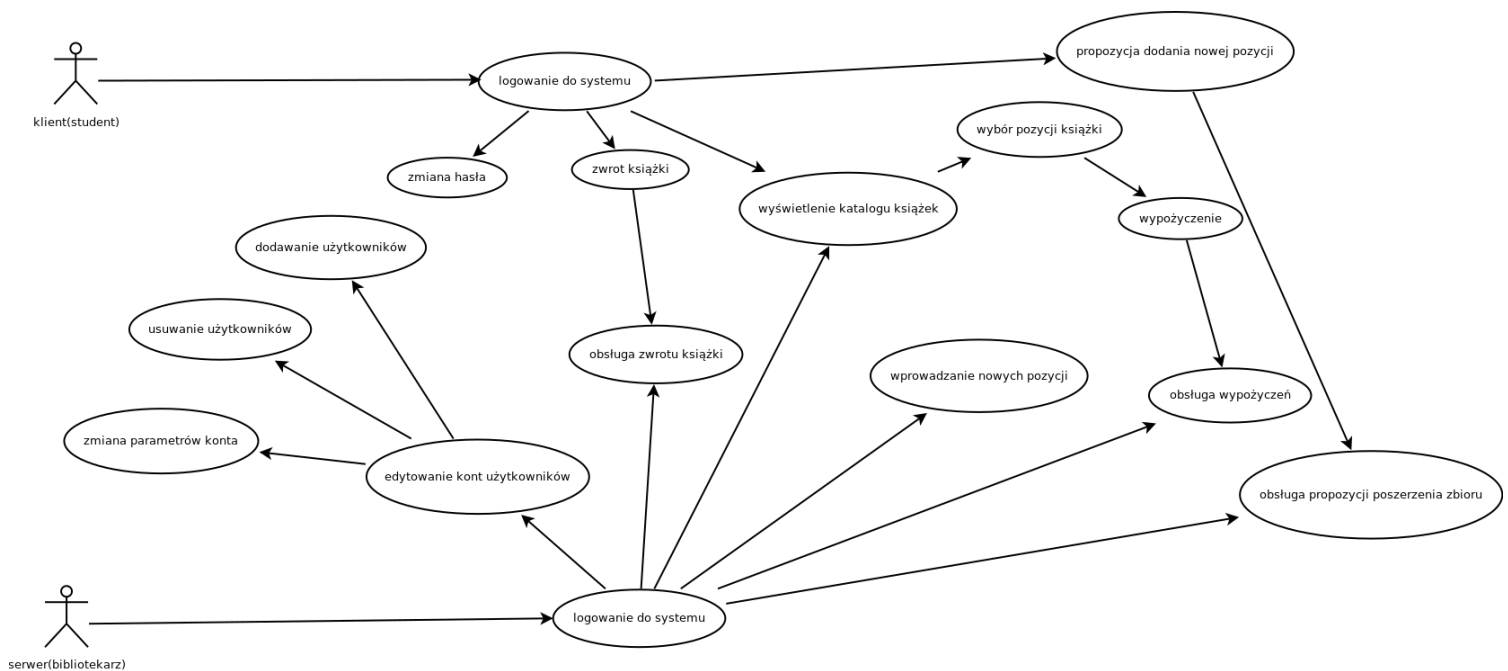 propozycja dodania nowej pozycji
logowanie do systemu
klient(student)
wybór pozycji książki
zwrot książki
zmiana hasła
wyświetlenie katalogu książek
wypożyczenie
dodawanie użytkowników
usuwanie użytkowników
obsługa zwrotu książki
wprowadzanie nowych pozycji
obsługa wypożyczeń
zmiana parametrów konta
edytowanie kont użytkowników
obsługa propozycji poszerzenia zbioru
logowanie do systemu
serwer(bibliotekarz)